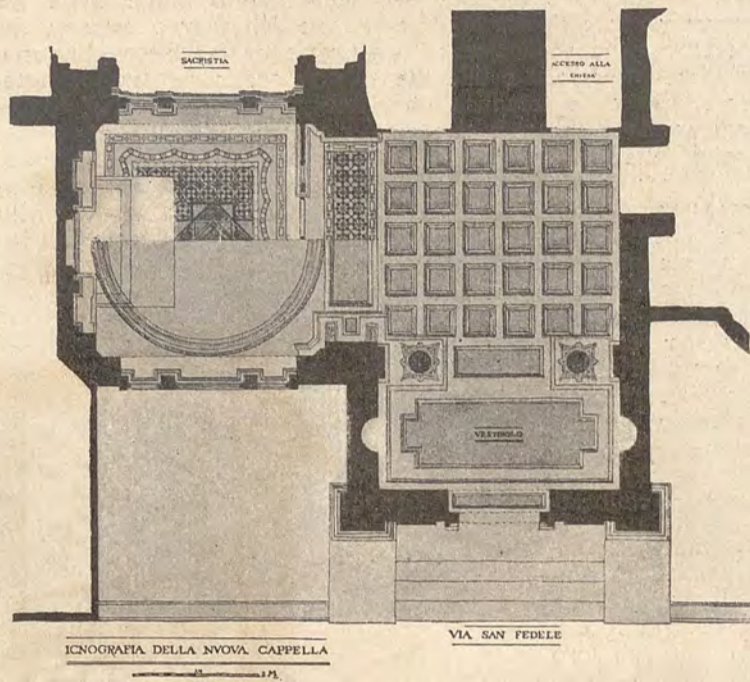 SACRISTIA
ACCESSO ALLA
CHIESA
VESTIBOLO
ICNOGRAFIA DELLA NVOVA CAPPELLA
VIA SAN FEDELE